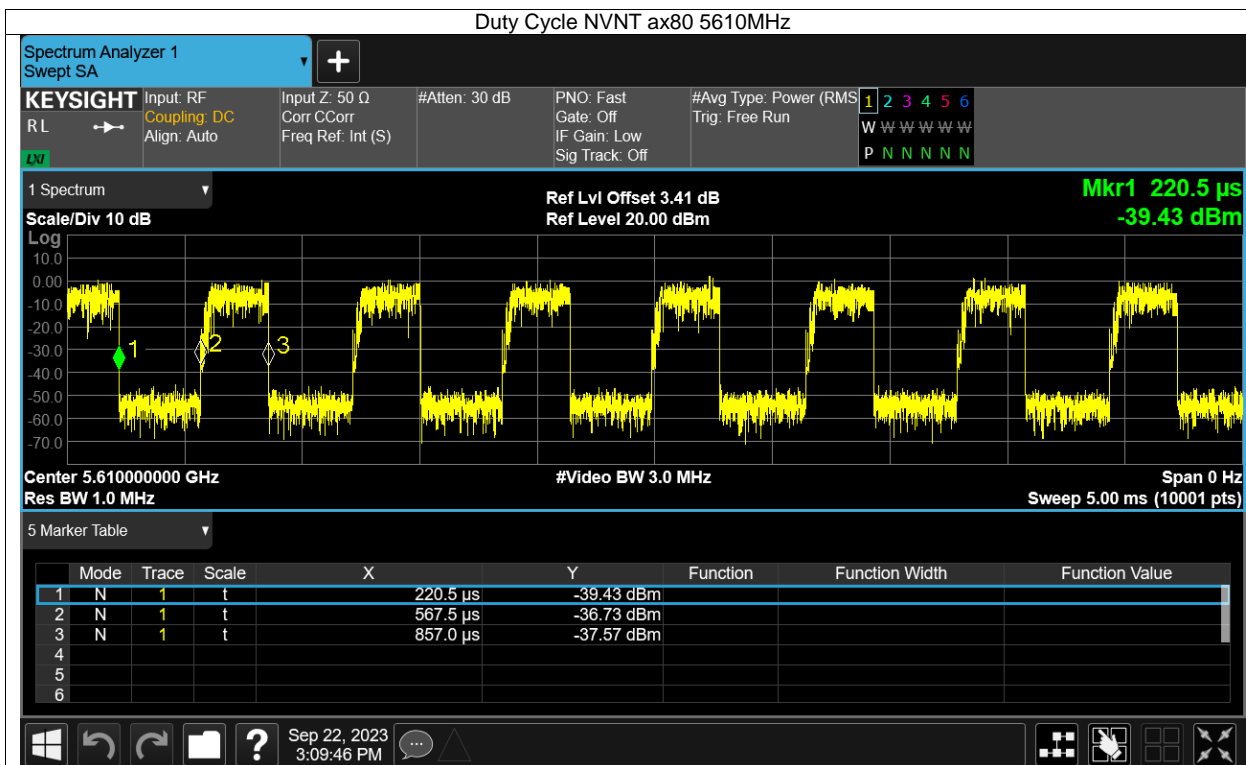 Duty Cycle NVNT ax80 5610MHz
Spectrum Analyzer 1
Swept SA
+
KEYSIGHT
R L
LXI
Input: RF
Coupling: DC
Align: Auto
Input Z: 50 Ω
Corr CCorr
Freq Ref: Int (S)
#Atten: 30 dB
PNO: Fast
Gate: Off
IF Gain: Low
Sig Track: Off
#Avg Type: Power (RMS
Trig: Free Run
1 2 3 4 5 6
W W W W W W
P N N N N N
1 Spectrum
Scale/Div 10 dB
Ref Lvl Offset 3.41 dB
Ref Level 20.00 dBm
Mkr1 220.5 µs
-39.43 dBm
Log
10.0
0.00
-10.0
-20.0
-30.0
-40.0
-50.0
-60.0
-70.0
1
2
3
Center 5.610000000 GHz
#Video BW 3.0 MHz
Span 0 Hz
Res BW 1.0 MHz
Sweep 5.00 ms (10001 pts)
5 Marker Table
Mode Trace Scale X Y Function Function Width Function Value
1 N 1 t 220.5 µs -39.43 dBm
2 N 1 t 567.5 µs -36.73 dBm
3 N 1 t 857.0 µs -37.57 dBm
4
5
6
?
Sep 22, 2023
3:09:46 PM